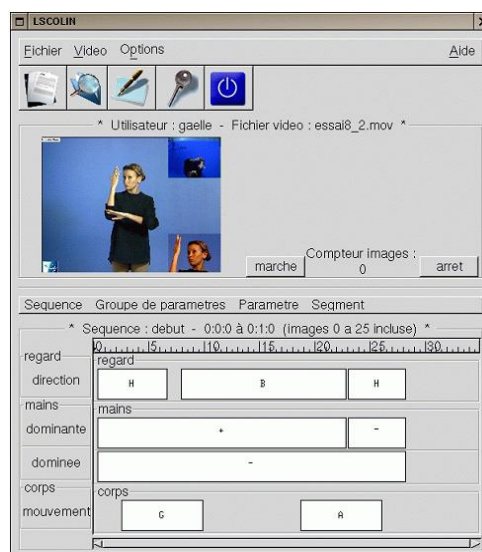 LSCOLIN
Fichier Video Options Aide
* Utilisateur : gaelle - Fichier video : essai8_2.mov *
Compteur images :
marche 0 arret
Sequence Groupe de parametres Parametre Segment
* Sequence : debut - 0:0:0 à 0:1:0 (images 0 a 25 incluse) *
0 5 10 15 20 25 30
regard regard
direction H B H
mains mains
dominante + -
dominee -
corps corps
mouvement G A